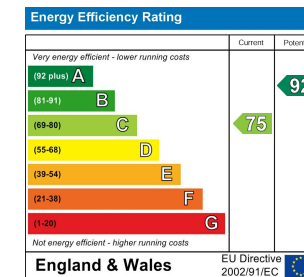 Energy Efficiency Rating
Current
Very energy efficient - lower running costs
(92 plus) A
(81-91) B
(69-80) C 75
(55-68) D
(39-54) E
(21-38) F
(1-20) G
Not energy efficient - higher running costs
England & Wales
EU Directive
2002/91/EC